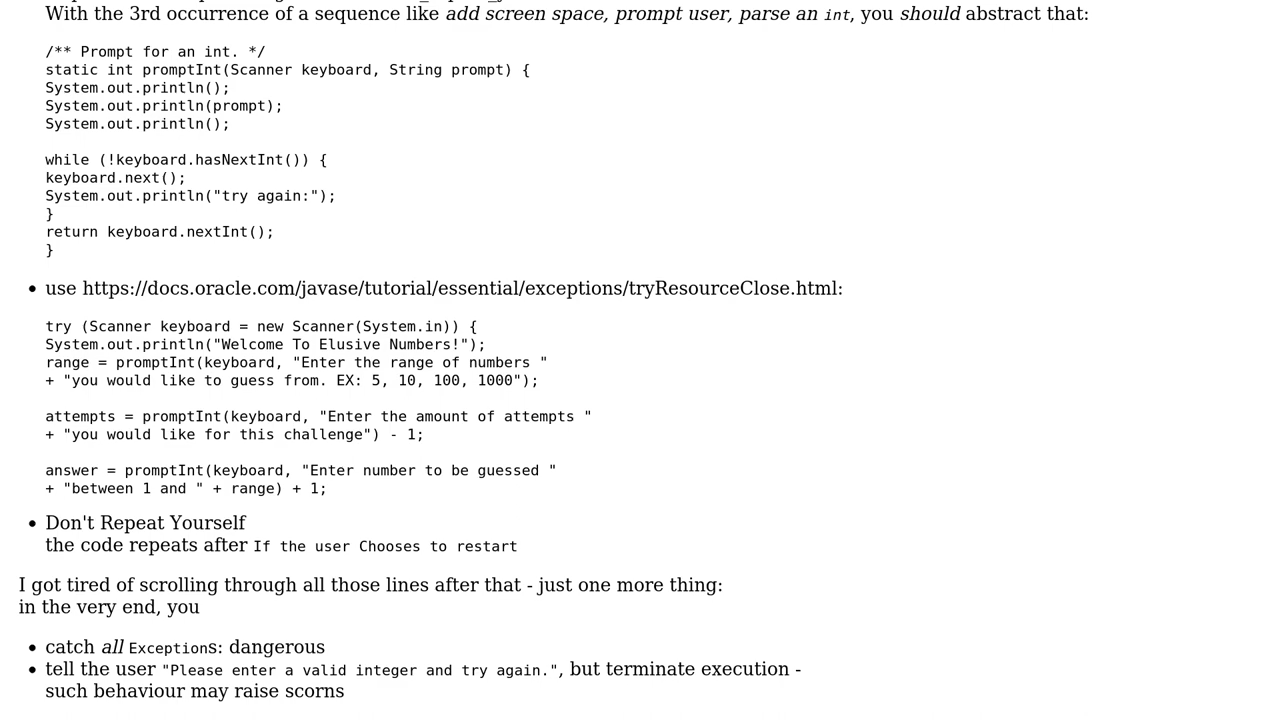 With the 3rd occurrence of a sequence like add screen space, prompt user, parse an int, you should abstract that:
/** Prompt for an int. */
static int promptInt(Scanner keyboard, String prompt) {
System.out.println();
System.out.println(prompt);
System.out.println();
while (!keyboard.hasNextInt()) {
keyboard.next();
System.out.println("try again:");
}
return keyboard.nextInt();
}
• use https://docs.oracle.com/javase/tutorial/essential/exceptions/tryResourceClose.html:
try (Scanner keyboard = new Scanner(System.in)) {
System.out.println("Welcome To Elusive Numbers!");
range = promptInt(keyboard, "Enter the range of numbers "
+ "you would like to guess from. EX: 5, 10, 100, 1000");
attempts = promptInt(keyboard, "Enter the amount of attempts "
+ "you would like for this challenge") - 1;
answer = promptInt(keyboard, "Enter number to be guessed "
+ "between 1 and " + range) + 1;
• Don't Repeat Yourself
the code repeats after If the user Chooses to restart
I got tired of scrolling through all those lines after that - just one more thing:
in the very end, you
• catch all Exceptions: dangerous
• tell the user "Please enter a valid integer and try again.", but terminate execution -
such behaviour may raise scorns